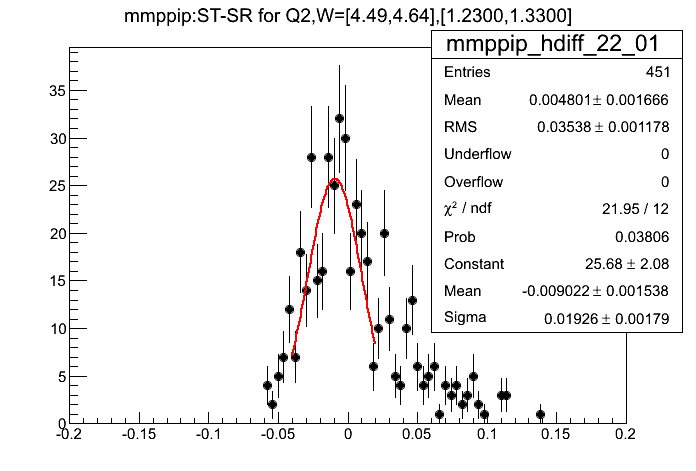 mmppip:ST-SR for Q2,W=[4.49,4.64],[1.2300,1.3300]
mmppip_hdiff_22_01
Entries 451
Mean 0.004801 ± 0.001666
RMS 0.03538 ± 0.001178
Underflow 0
Overflow 0
χ² / ndf 21.95 / 12
Prob 0.03806
Constant 25.68 ± 2.08
Mean -0.009022 ± 0.001538
Sigma 0.01926 ± 0.00179
35
30
25
20
15
10
5
0
-0.2 -0.15 -0.1 -0.05 0 0.05 0.1 0.15 0.2